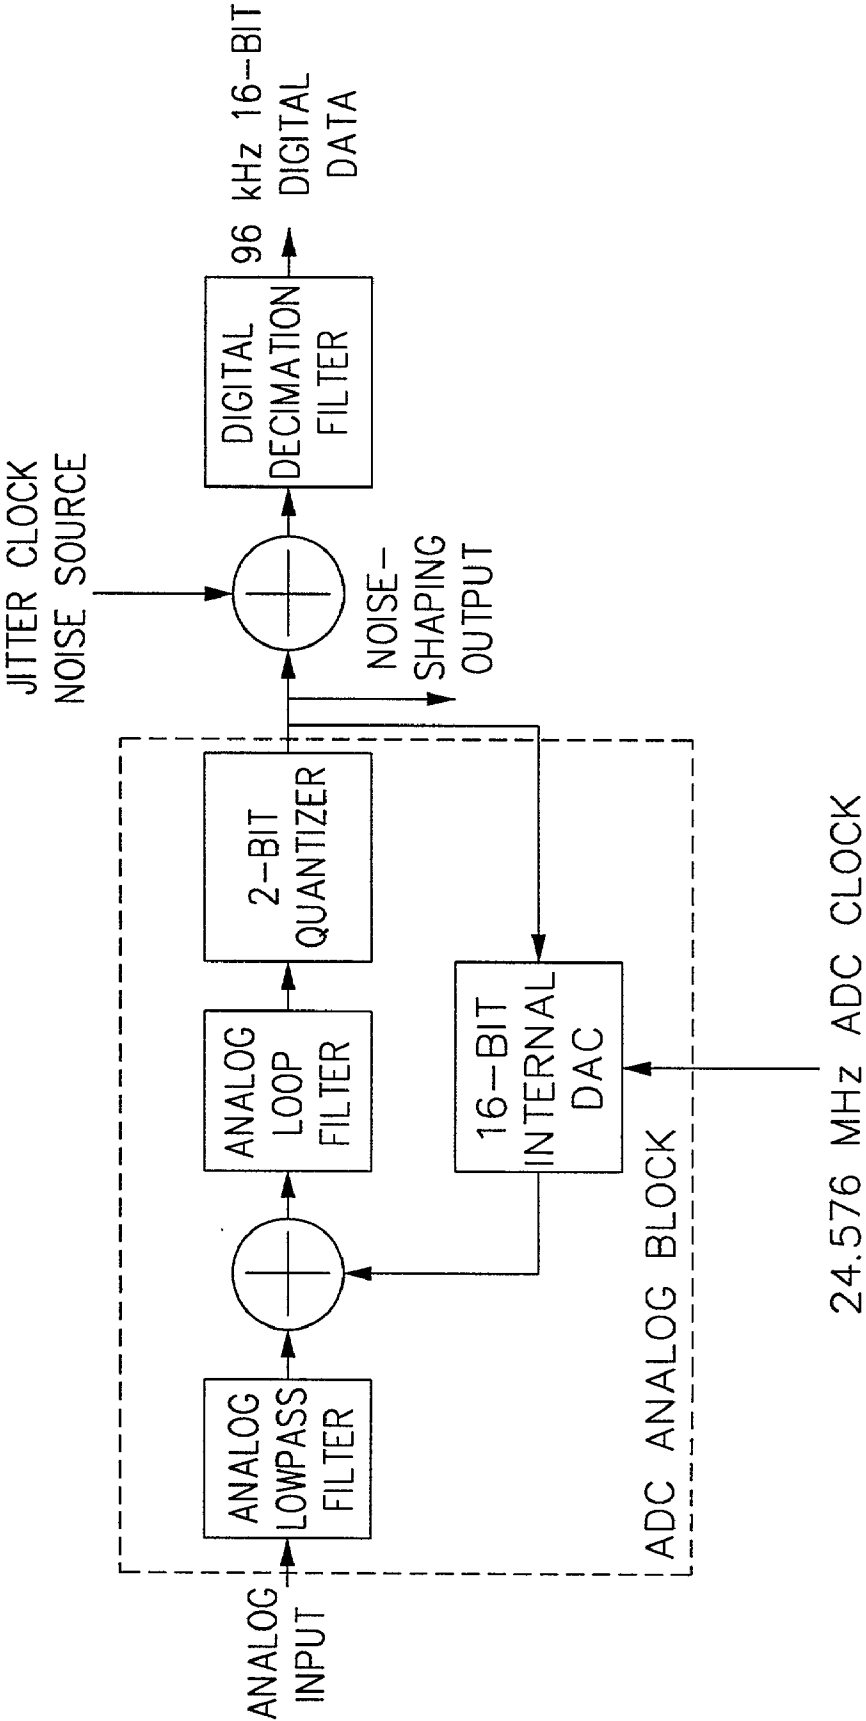 JITTER CLOCK
NOISE SOURCE
96 kHz 16-BIT
DIGITAL
DATA
ANALOG
INPUT
ANALOG
LOWPASS
FILTER
ANALOG
LOOP
FILTER
2-BIT
QUANTIZER
DIGITAL
DECIMATION
FILTER
NOISE-
SHAPING
OUTPUT
16-BIT
INTERNAL
DAC
ADC ANALOG BLOCK
24.576 MHz ADC CLOCK